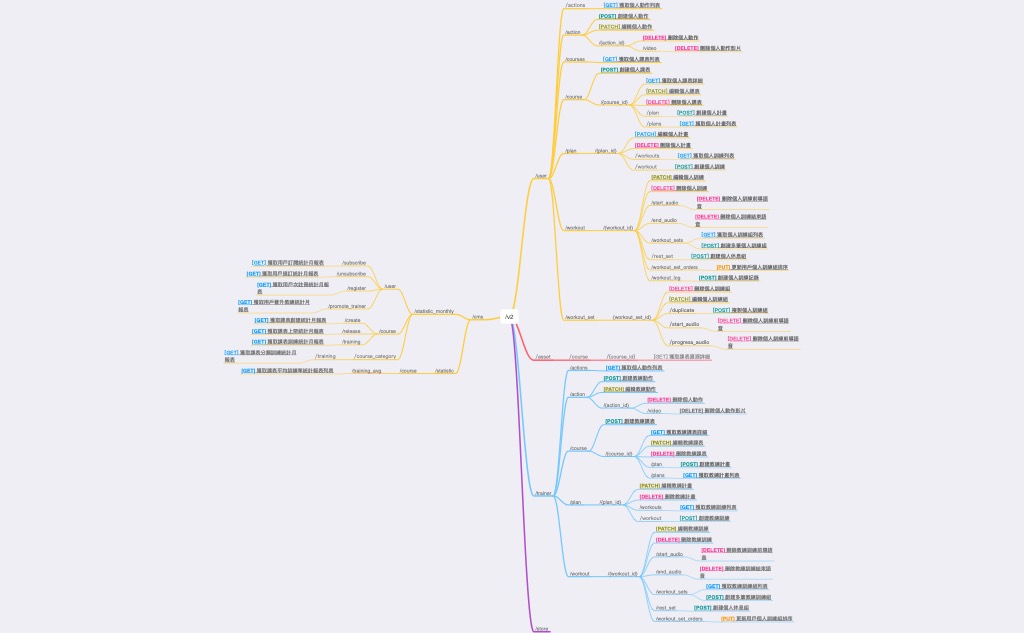 /v2
/user
/actions
[GET] 獲取個人動作列表
/action
[POST] 創建個人動作
[PATCH] 編輯個人動作
/{action_id}
[DELETE] 刪除個人動作
/video
[DELETE] 刪除個人動作影片
/courses
[GET] 獲取個人課表列表
/course
[POST] 創建個人課表
/{course_id}
[GET] 獲取個人課表詳細
[PATCH] 編輯個人課表
[DELETE] 刪除個人課表
/plan
[POST] 創建個人計畫
/plans
[GET] 獲取個人計畫列表
/plan
/{plan_id}
[PATCH] 編輯個人計畫
[DELETE] 刪除個人計畫
/workouts
[GET] 獲取個人訓練列表
/workout
[POST] 創建個人訓練
/workout
/{workout_id}
[PATCH] 編輯個人訓練
[DELETE] 刪除個人訓練
/start_audio
[DELETE] 刪除個人訓練前導語
音
/end_audio
[DELETE] 刪除個人訓練結束語
音
/workout_sets
[GET] 獲取個人訓練組列表
[POST] 創建多筆個人訓練組
/rest_set
[POST] 創建個人休息組
/workout_set_orders
[PUT] 更新用戶個人訓練組排序
/workout_log
[POST] 創建個人訓練記錄
/workout_set
/{workout_set_id}
[DELETE] 刪除個人訓練組
[PATCH] 編輯個人訓練組
/duplicate
[POST] 複製個人訓練組
/start_audio
[DELETE] 刪除個人訓練前導語
音
/progress_audio
[DELETE] 刪除個人訓練前導語
音
/asset
/course
/{course_id}
[GET] 獲取課表資源詳細
/trainer
/actions
[GET] 獲取個人動作列表
/action
[POST] 創建教練動作
[PATCH] 編輯教練動作
/{action_id}
[DELETE] 刪除個人動作
/video
[DELETE] 刪除個人動作影片
/course
[POST] 創建教練課表
/{course_id}
[GET] 獲取教練課表詳細
[PATCH] 編輯教練課表
[DELETE] 刪除教練課表
/plan
[POST] 創建教練計畫
/plans
[GET] 獲取教練計畫列表
/plan
/{plan_id}
[PATCH] 編輯教練計畫
[DELETE] 刪除教練計畫
/workouts
[GET] 獲取教練訓練列表
/workout
[POST] 創建教練訓練
/workout
/{workout_id}
[PATCH] 編輯教練訓練
[DELETE] 刪除教練訓練
/start_audio
[DELETE] 刪除教練訓練前導語
音
/end_audio
[DELETE] 刪除教練訓練結束語
音
/workout_sets
[GET] 獲取教練訓練組列表
[POST] 創建多筆教練訓練組
/rest_set
[POST] 創建個人休息組
/workout_set_orders
[PUT] 更新用戶個人訓練組排序
/store
/cms
/statistic_monthly
/user
/subscribe
[GET] 獲取用戶訂閱統計月報表
/unsubscribe
[GET] 獲取用戶退訂統計月報表
/register
[GET] 獲取用戶次註冊統計月報
表
/promote_trainer
[GET] 獲取用戶晉升教練統計月
報表
/course
/create
[GET] 獲取課表創建統計月報表
/release
[GET] 獲取課表上架統計月報表
/training
[GET] 獲取課表訓練統計月報表
/course_category
/training
[GET] 獲取課表分類訓練統計月
報表
/statistic
/course
/training_avg
[GET] 獲取課表平均訓練率統計報表列表